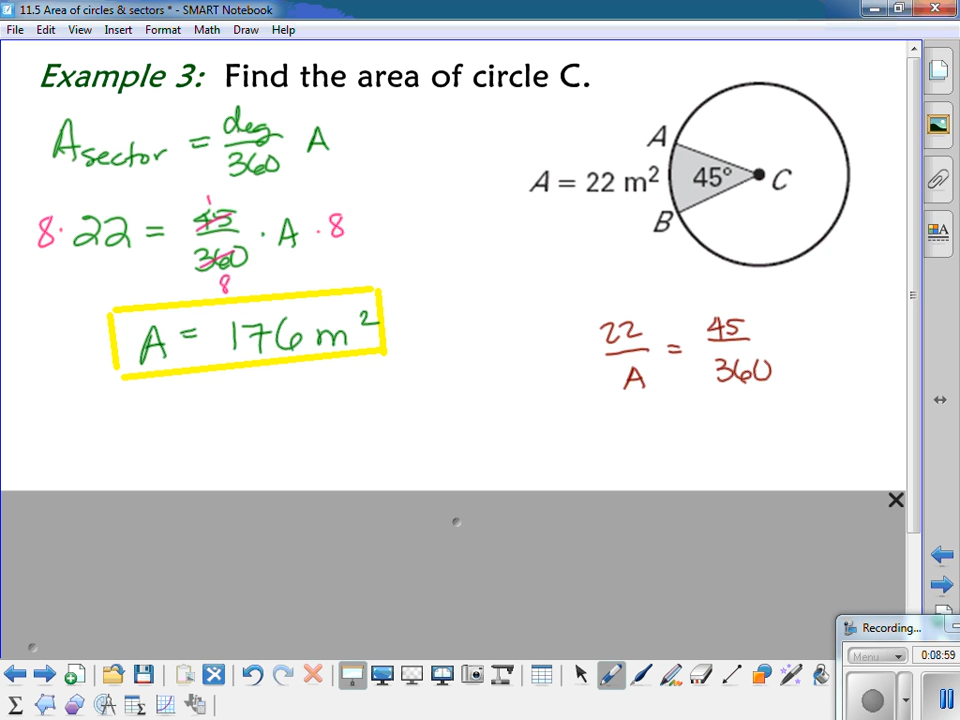 11.5 Area of circles & sectors * - SMART Notebook
File Edit View Insert Format Math Draw Help
Example 3: Find the area of circle C.
A sector = deg/360 A
8 · 22 = 45/360 · A · 8
1
8
A = 176 m²
A
A = 22 m²
45°
C
B
22/A = 45/360
Recording...
Menu
0:08:59